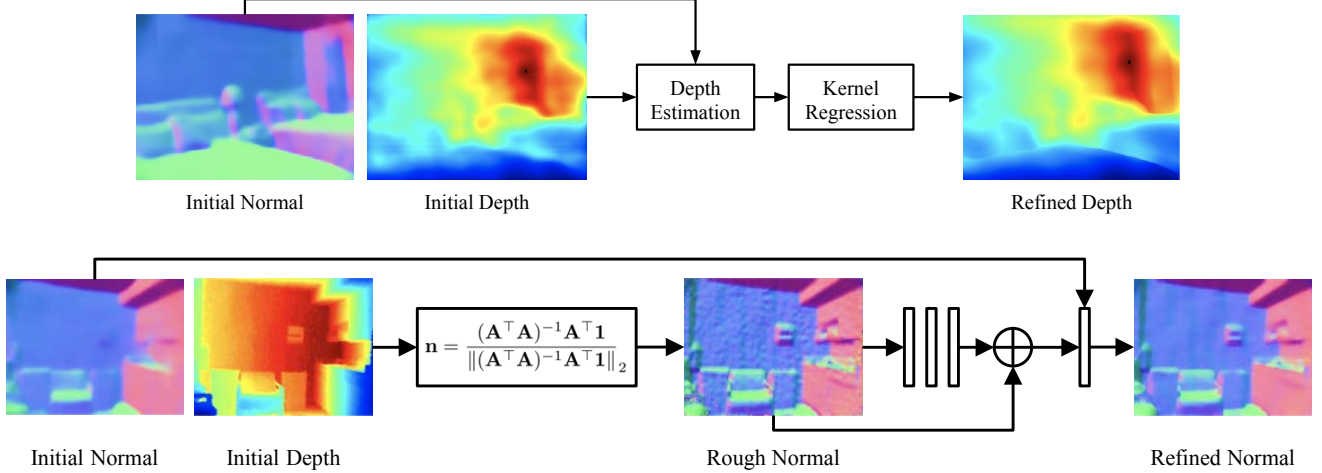 Depth
Estimation
Kernel
Regression
Initial Normal
Initial Depth
Refined Depth
n = (A⊤A)−1A⊤1 / ‖(A⊤A)−1A⊤1‖2
Initial Normal
Initial Depth
Rough Normal
Refined Normal